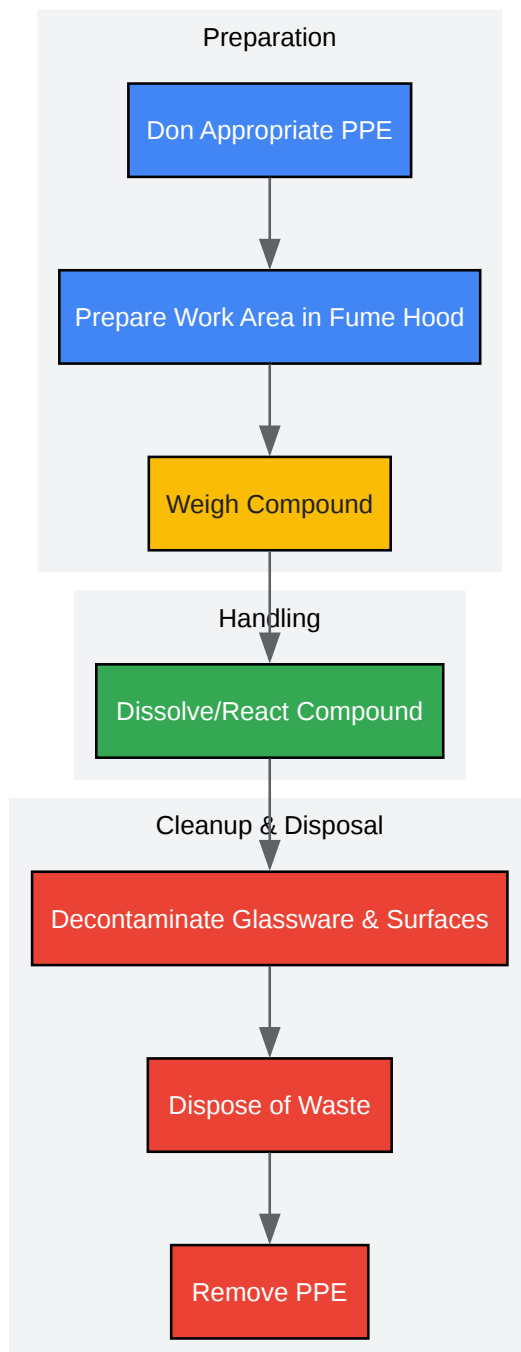 Preparation
Don Appropriate PPE
Prepare Work Area in Fume Hood
Weigh Compound
Handling
Dissolve/React Compound
Cleanup & Disposal
Decontaminate Glassware & Surfaces
Dispose of Waste
Remove PPE